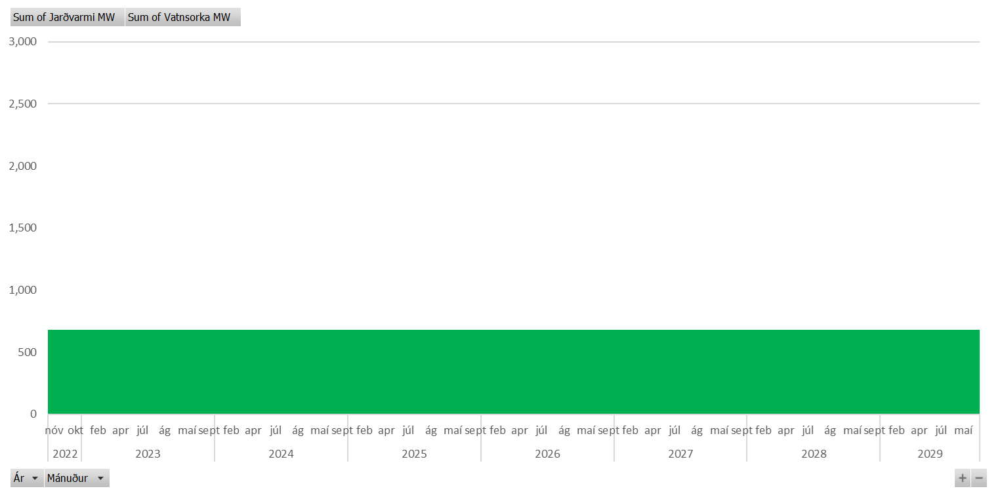 Sum of Jarðvarmi MW Sum of Vatnsorka MW
3,000
2,500
2,000
1,500
1,000
500
0
nóv okt feb apr júl ág maí sept feb apr júl ág maí sept feb apr júl ág maí sept feb apr júl ág maí sept feb apr júl ág maí sept feb apr júl ág maí sept feb apr júl maí
2022 2023 2024 2025 2026 2027 2028 2029
Ár Mánuður + −